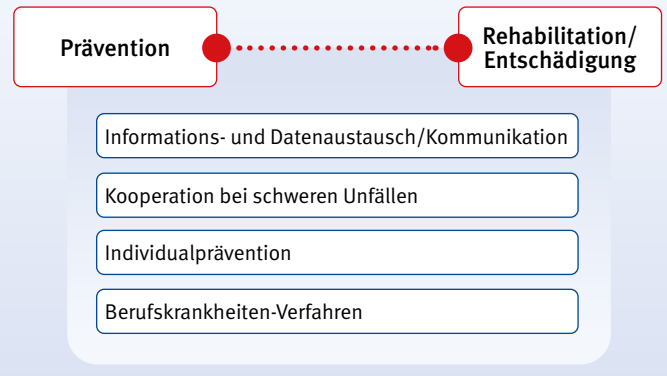 Prävention
Rehabilitation/
Entschädigung
Informations- und Datenaustausch/Kommunikation
Kooperation bei schweren Unfällen
Individualprävention
Berufskrankheiten-Verfahren